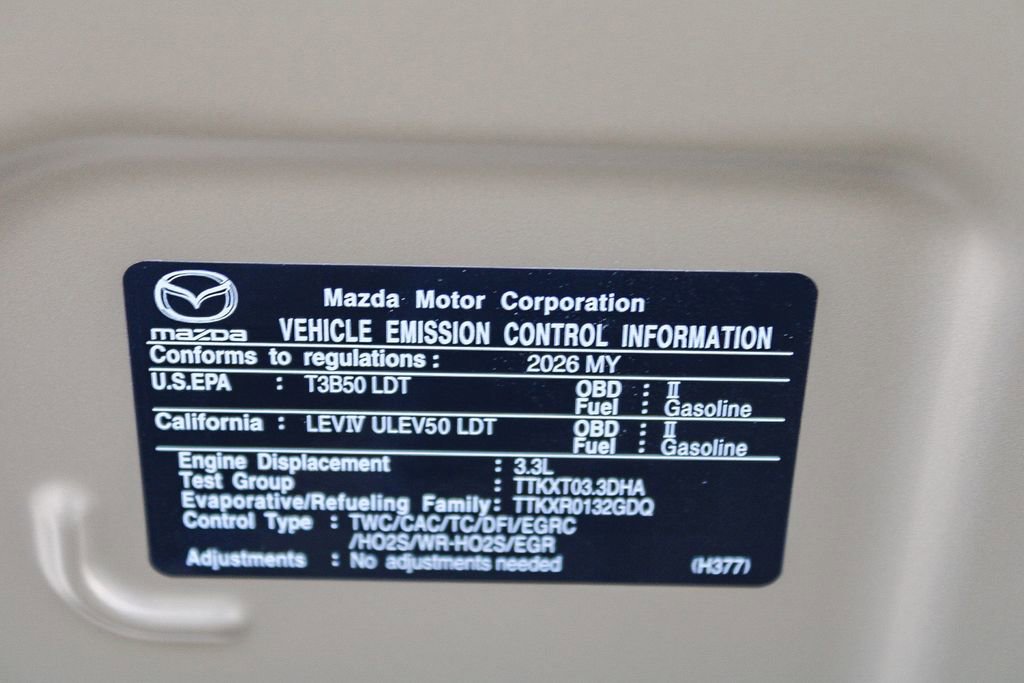 mazda
Mazda Motor Corporation
VEHICLE EMISSION CONTROL INFORMATION
Conforms to regulations : 2026 MY
U.S.EPA : T3B50 LDT OBD : II
Fuel : Gasoline
California : LEVIV ULEV50 LDT OBD : II
Fuel : Gasoline
Engine Displacement : 3.3L
Test Group : TTKXT03.3DHA
Evaporative/Refueling Family : TTKXR0132GDQ
Control Type : TWC/CAC/TC/DFI/EGRC
/HO2S/WR-HO2S/EGR
Adjustments : No adjustments needed (H377)